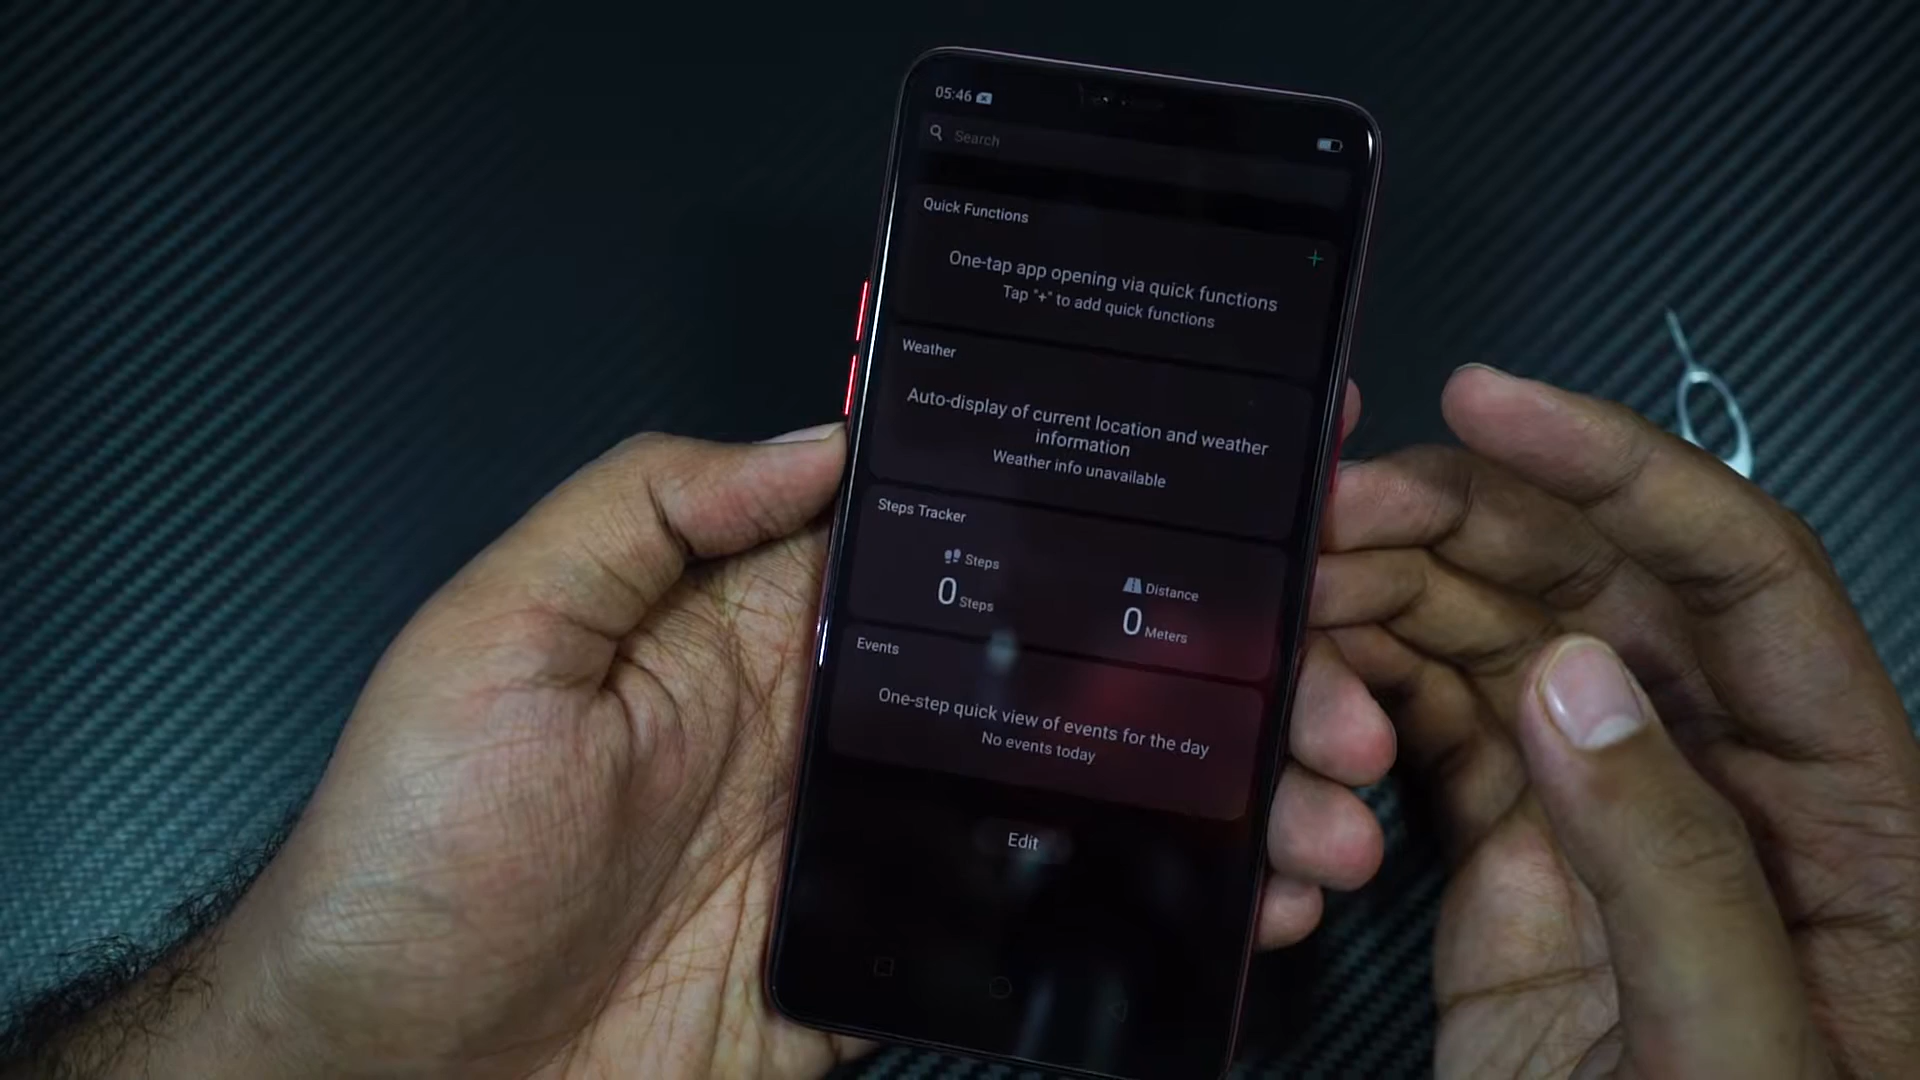 05:46
Search
Quick Functions
One-tap app opening via quick functions
Tap "+" to add quick functions
Weather
Auto-display of current location and weather
information
Weather info unavailable
Steps Tracker
Steps
0 Steps
Distance
0 Meters
Events
One-step quick view of events for the day
No events today
Edit